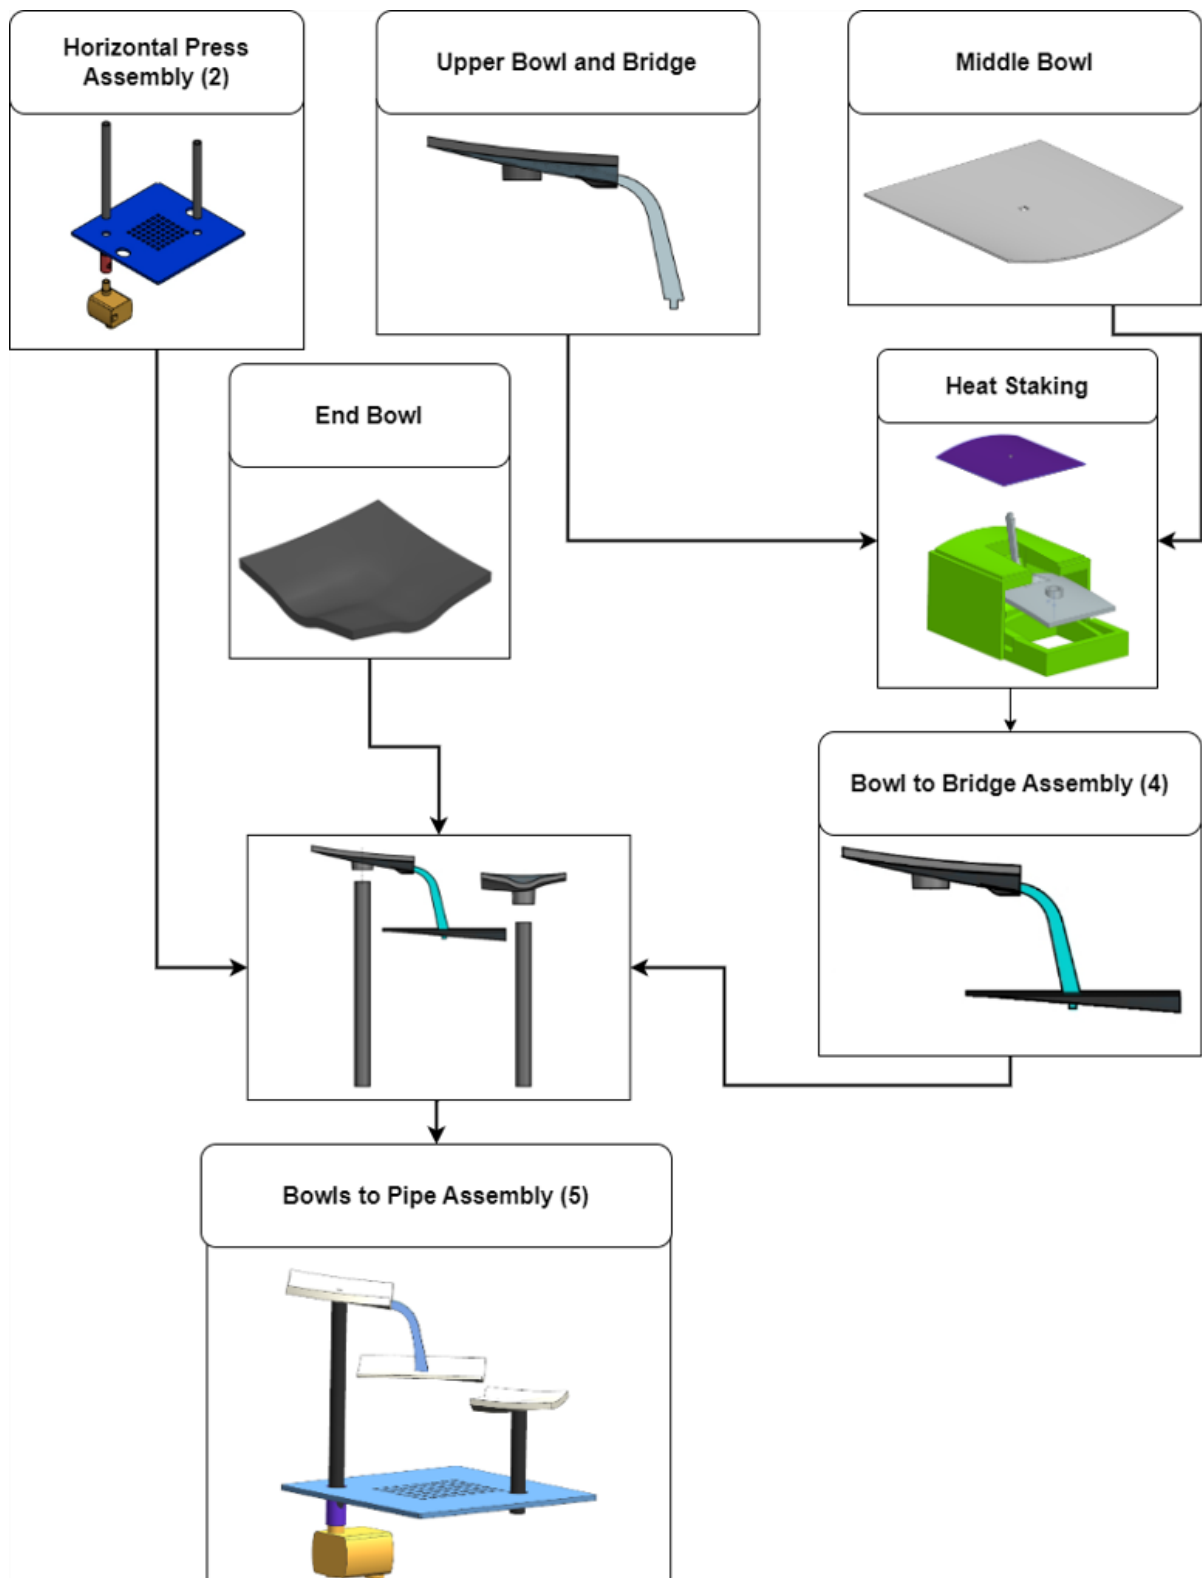 Horizontal Press
Assembly (2)
Upper Bowl and Bridge
Middle Bowl
End Bowl
Heat Staking
Bowl to Bridge Assembly (4)
Bowls to Pipe Assembly (5)